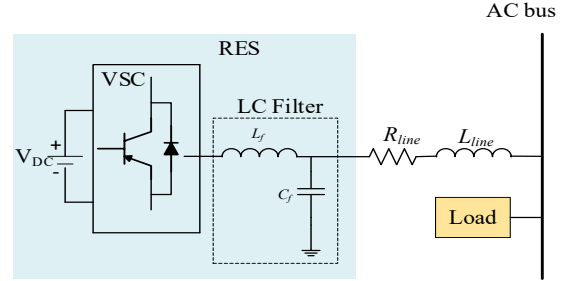 AC bus
RES
VSC
LC Filter
L_f
R_line
L_line
+
V_DC
-
C_f
Load